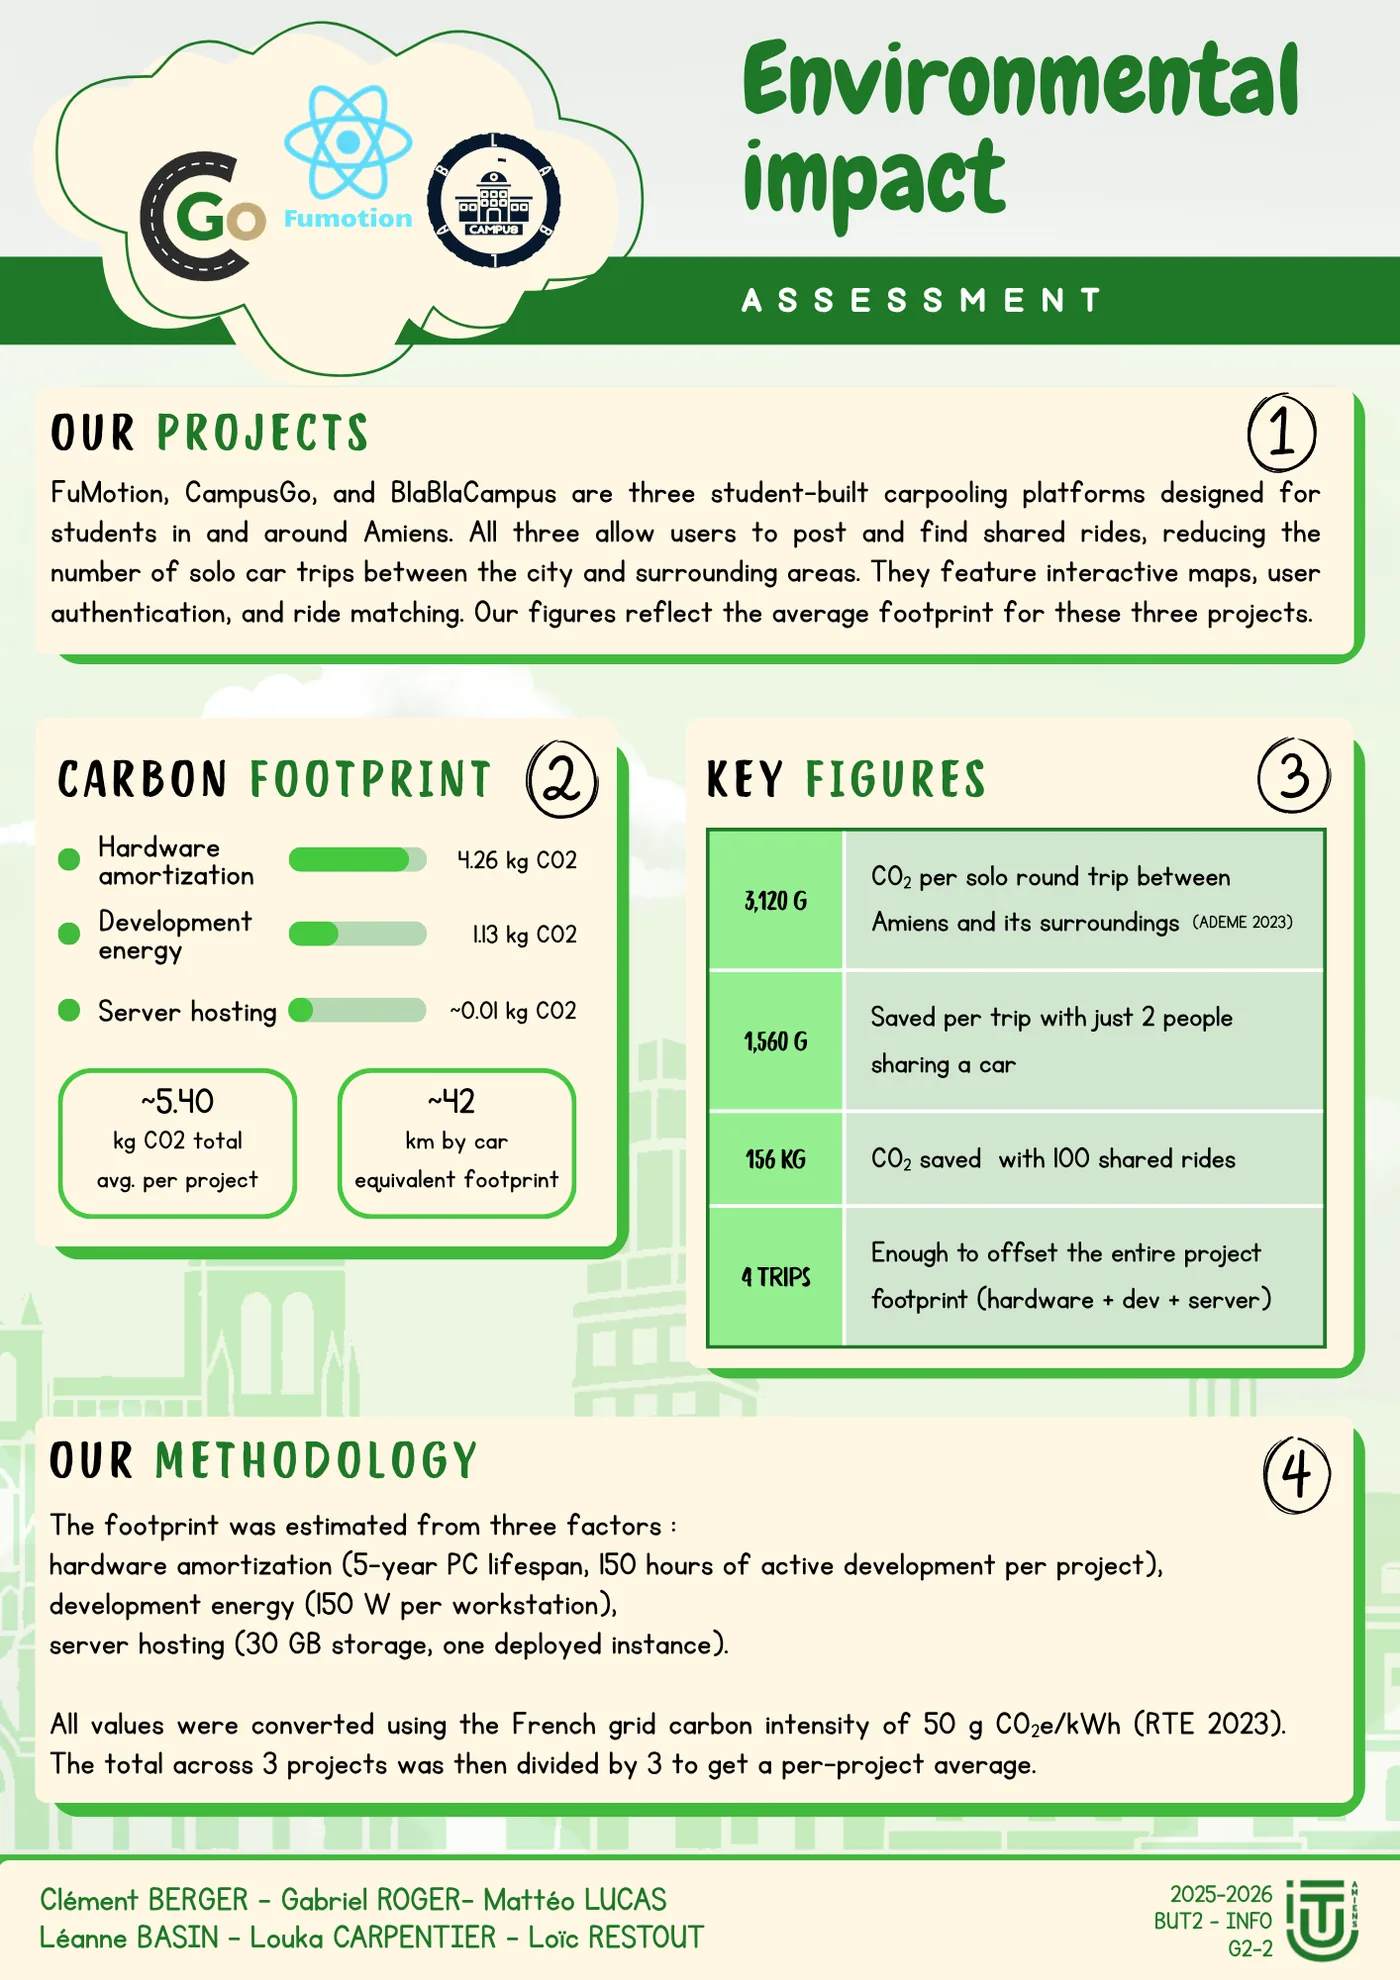 Environmental
impact
ASSESSMENT
Go
Fumotion
BLABLA
CAMPUS
OUR PROJECTS
1
FuMotion, CampusGo, and BlaBlaCampus are three student-built carpooling platforms designed for
students in and around Amiens. All three allow users to post and find shared rides, reducing the
number of solo car trips between the city and surrounding areas. They feature interactive maps, user
authentication, and ride matching. Our figures reflect the average footprint for these three projects.
CARBON FOOTPRINT
2
Hardware
amortization
4.26 kg CO2
Development
energy
1.13 kg CO2
Server hosting
~0.01 kg CO2
~5.40
kg CO2 total
avg. per project
~42
km by car
equivalent footprint
KEY FIGURES
3
3,120 G
CO₂ per solo round trip between
Amiens and its surroundings (ADEME 2023)
1,560 G
Saved per trip with just 2 people
sharing a car
156 KG
CO₂ saved with 100 shared rides
4 TRIPS
Enough to offset the entire project
footprint (hardware + dev + server)
OUR METHODOLOGY
4
The footprint was estimated from three factors :
hardware amortization (5-year PC lifespan, 150 hours of active development per project),
development energy (150 W per workstation),
server hosting (30 GB storage, one deployed instance).
All values were converted using the French grid carbon intensity of 50 g CO₂e/kWh (RTE 2023).
The total across 3 projects was then divided by 3 to get a per-project average.
Clément BERGER - Gabriel ROGER- Mattéo LUCAS
Léanne BASIN - Louka CARPENTIER - Loïc RESTOUT
2025-2026
BUT2 - INFO
G2-2
iUT
AMIENS